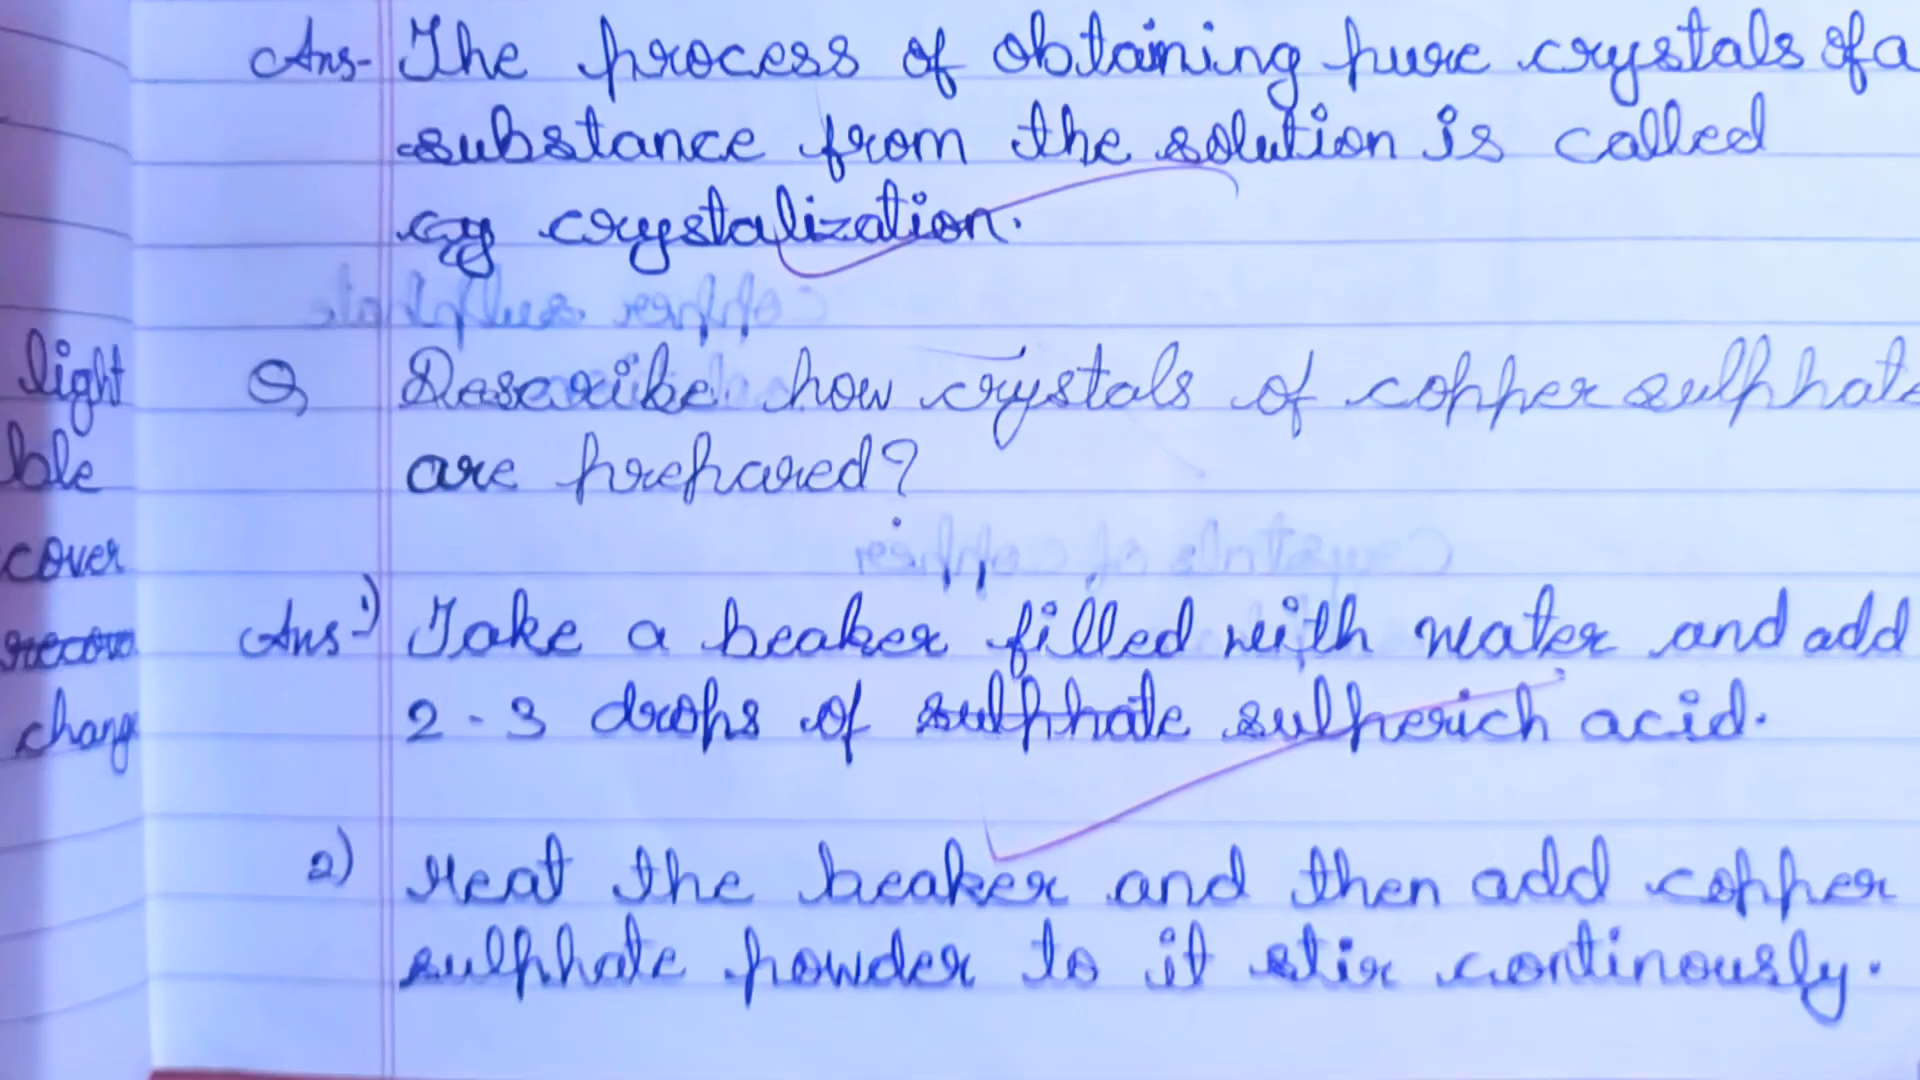 Ans- The process of obtaining pure crystals of a
substance from the solution is called
crystalization.
Q Describe how crystals of copper sulphate
are prepared?
Ans- 1) Take a beaker filled with water and add
2-3 drops of sulphate sulpherich acid.
2) Heat the beaker and then add copper
sulphate powder to it stir continously.
light
ble
cover
chang